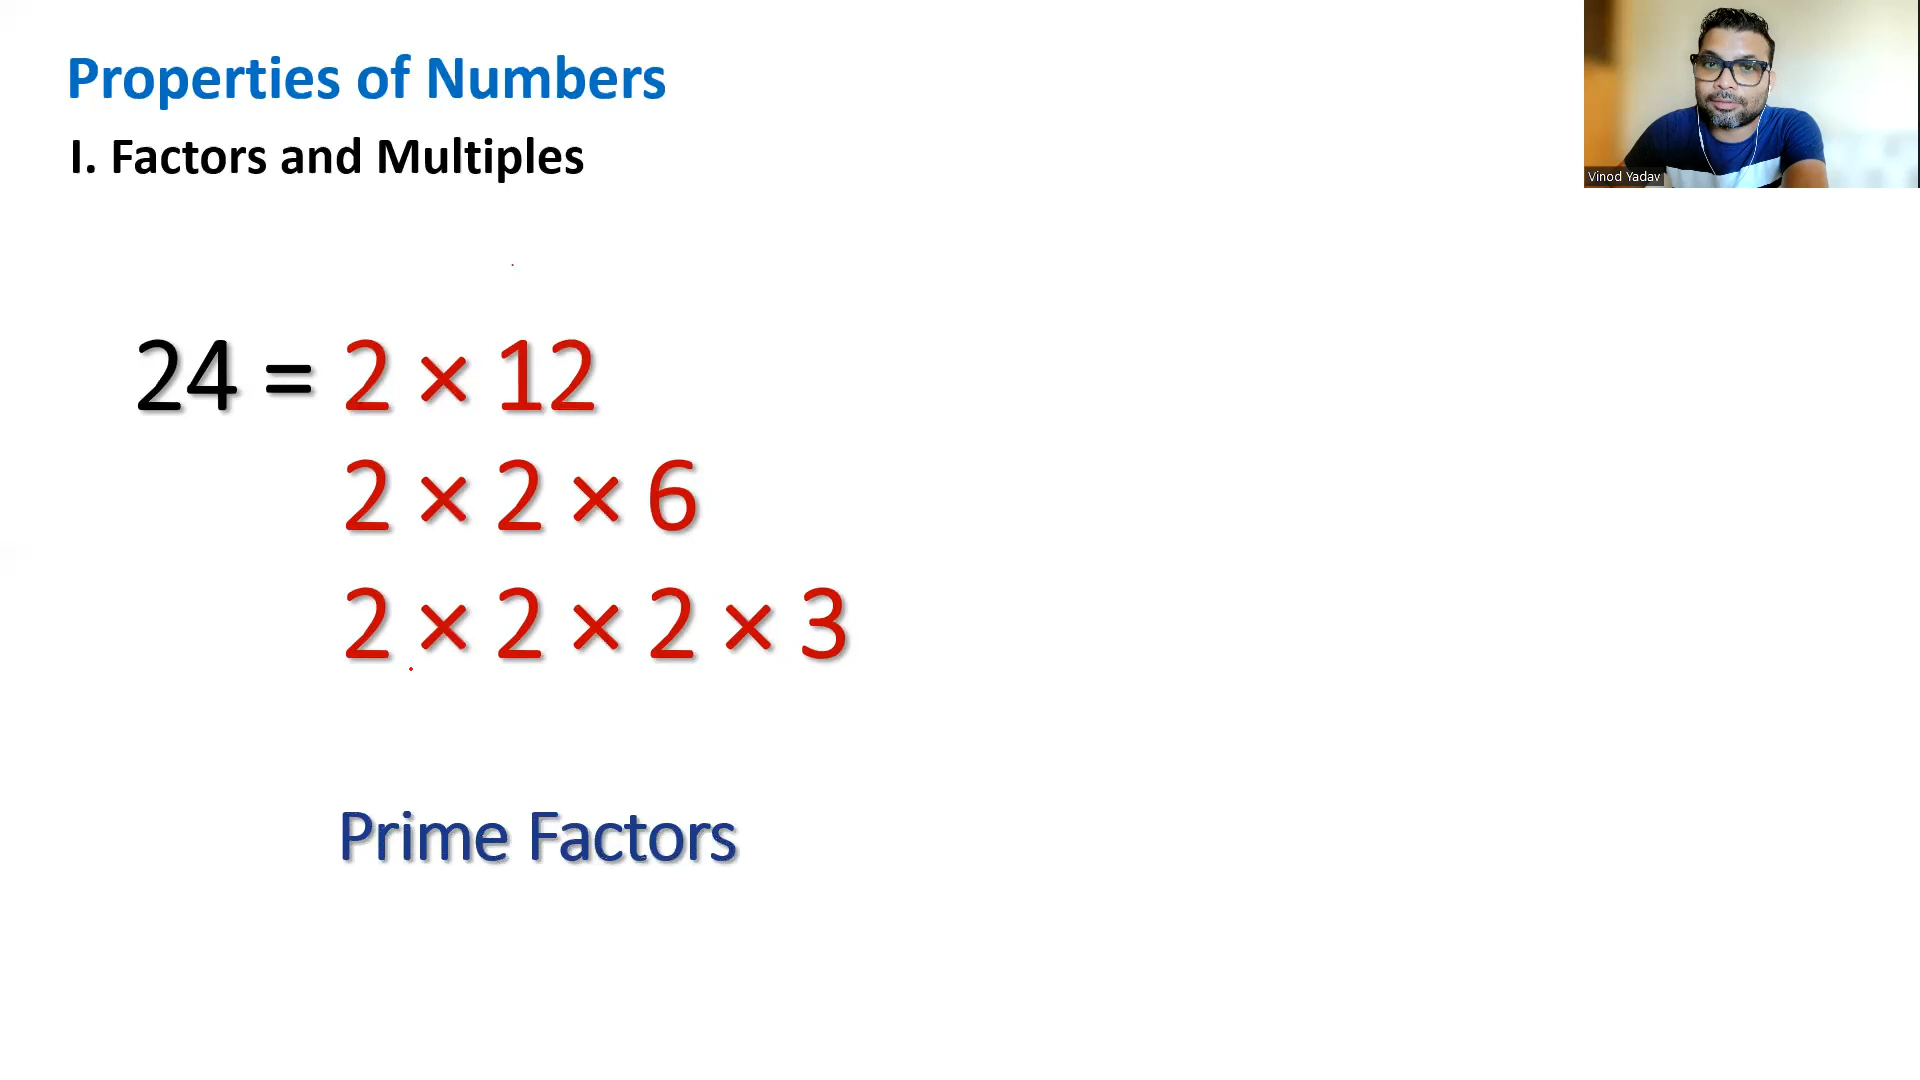 Properties of Numbers
I. Factors and Multiples
Vinod Yadav
24 = 2 × 12
2 × 2 × 6
2 × 2 × 2 × 3
Prime Factors